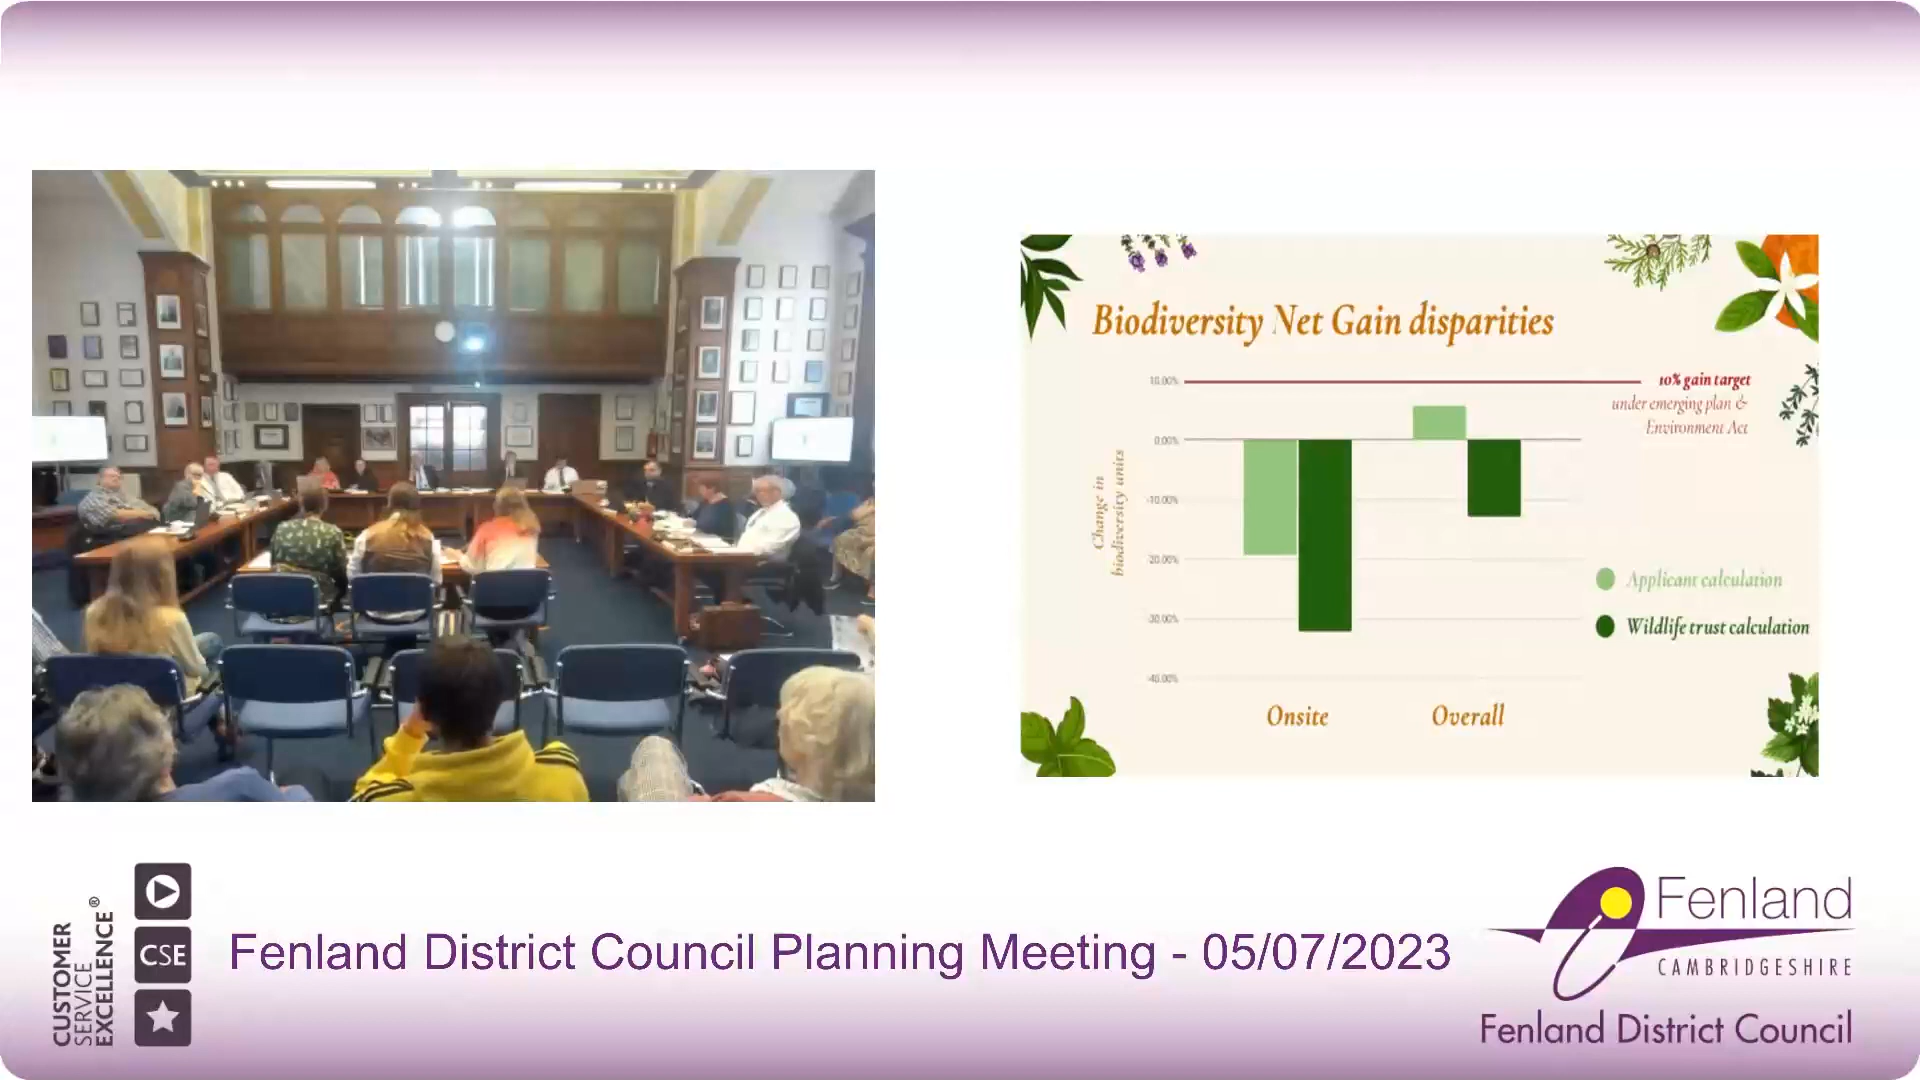 Biodiversity Net Gain disparities
10.00%
10% gain target
under emerging plan &
Environment Act
0.00%
Change in
biodiversity units
-10.00%
-20.00%
-30.00%
-40.00%
Applicant calculation
Wildlife trust calculation
Onsite
Overall
CUSTOMER
SERVICE
EXCELLENCE®
CSE
Fenland District Council Planning Meeting - 05/07/2023
Fenland
CAMBRIDGESHIRE
Fenland District Council